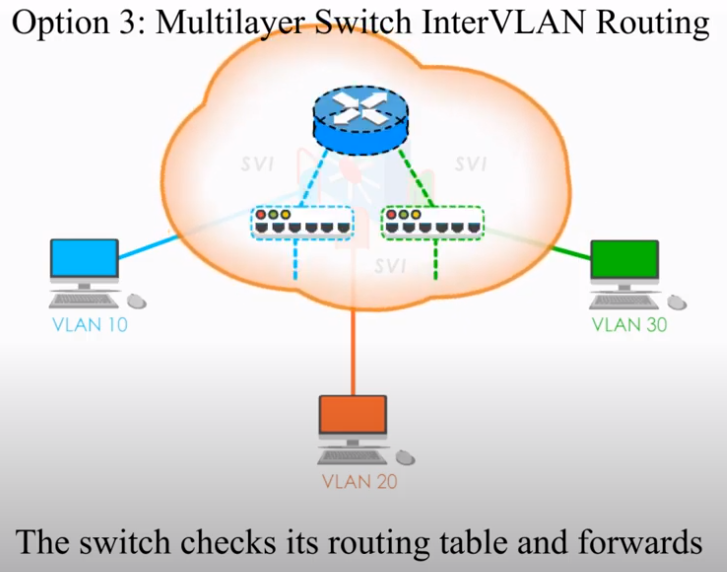 Option 3: Multilayer Switch InterVLAN Routing
SVI
SVI
SVI
VLAN 10
VLAN 30
VLAN 20
The switch checks its routing table and forwards